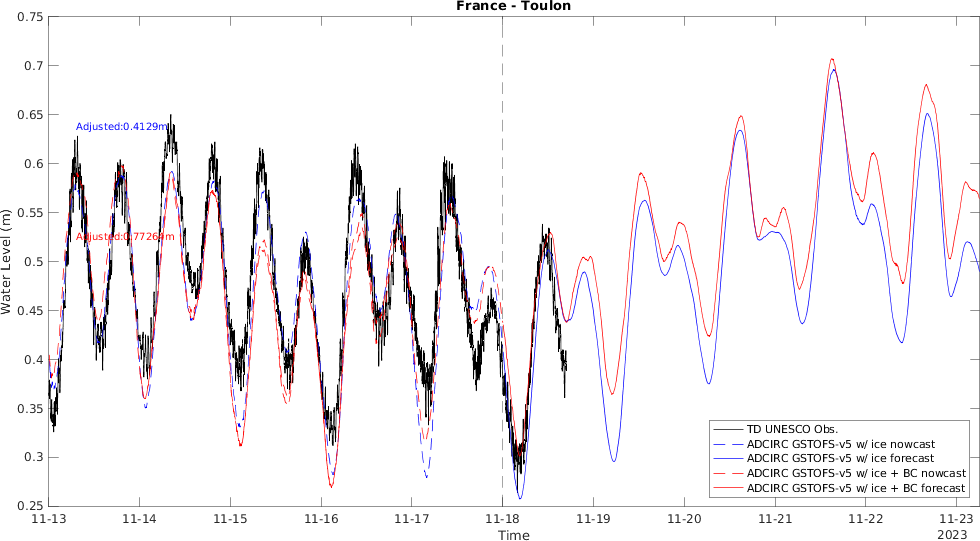 France - Toulon
0.75
0.7
0.65
0.6
0.55
0.5
0.45
0.4
0.35
0.3
0.25
Water Level (m)
Adjusted:0.4129m
Adjusted:0.77264m
TD UNESCO Obs.
ADCIRC GSTOFS-v5 w/ ice nowcast
ADCIRC GSTOFS-v5 w/ ice forecast
ADCIRC GSTOFS-v5 w/ ice + BC nowcast
ADCIRC GSTOFS-v5 w/ ice + BC forecast
11-13 11-14 11-15 11-16 11-17 11-18 11-19 11-20 11-21 11-22 11-23
Time
2023